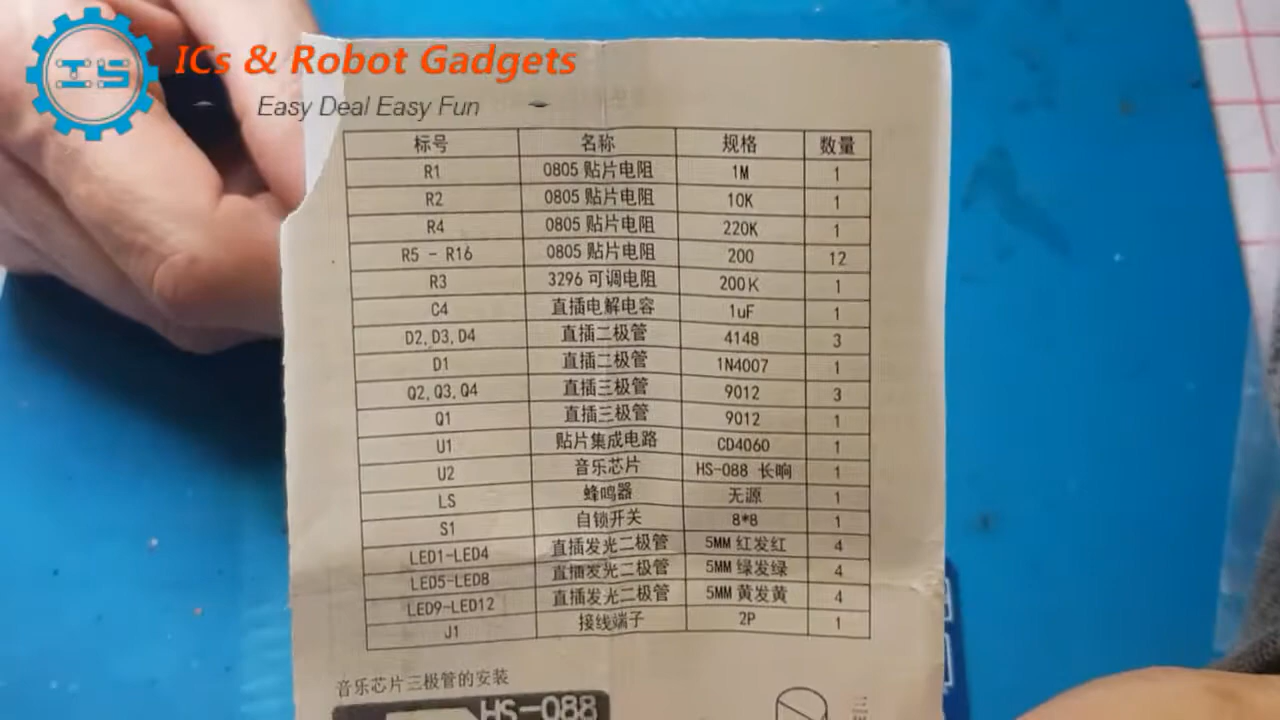 ICs & Robot Gadgets
Easy Deal Easy Fun
标号 名称 规格 数量
R1 0805 贴片电阻 1M 1
R2 0805 贴片电阻 10K 1
R4 0805 贴片电阻 220K 1
R5 - R16 0805 贴片电阻 200 12
R3 3296 可调电阻 200K 1
C4 直插电解电容 1uF 1
D2,D3,D4 直插二极管 4148 3
D1 直插二极管 1N4007 1
Q2,Q3,Q4 直插三极管 9012 3
Q1 直插三极管 9012 1
U1 贴片集成电路 CD4060 1
U2 音乐芯片 HS-088 长响 1
LS 蜂鸣器 无源 1
S1 自锁开关 8*8 1
LED1-LED4 直插发光二极管 5MM 红发红 4
LED5-LED8 直插发光二极管 5MM 绿发绿 4
LED9-LED12 直插发光二极管 5MM 黄发黄 4
J1 接线端子 2P 1
音乐芯片三极管的安装
HS-088